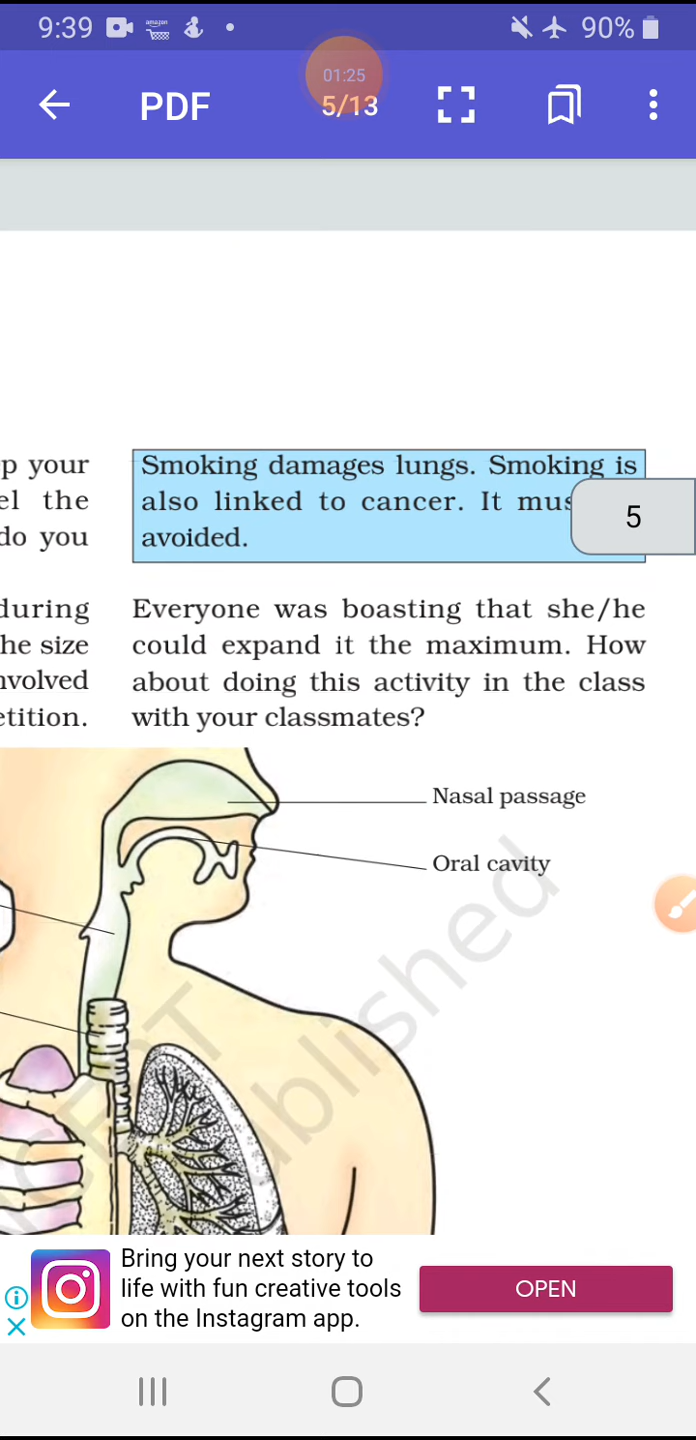 9:39
amazon
90%
01:25
PDF
5/13
p your
el the
do you
Smoking damages lungs. Smoking is
also linked to cancer. It mus
avoided.
5
during
he size
nvolved
etition.
Everyone was boasting that she/he
could expand it the maximum. How
about doing this activity in the class
with your classmates?
Nasal passage
Oral cavity
blished
Bring your next story to
life with fun creative tools
on the Instagram app.
OPEN